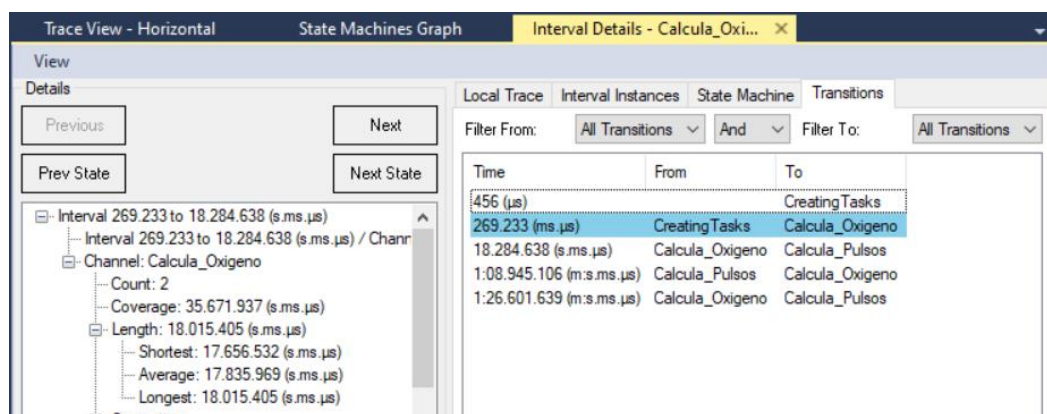 Trace View - Horizontal State Machines Graph Interval Details - Calcula_Oxi...
View
Details
Previous Next
Prev State Next State
Interval 269.233 to 18.284.638 (s.ms.µs)
Interval 269.233 to 18.284.638 (s.ms.µs) / Chanr
Channel: Calcula_Oxigeno
Count: 2
Coverage: 35.671.937 (s.ms.µs)
Length: 18.015.405 (s.ms.µs)
Shortest: 17.656.532 (s.ms.µs)
Average: 17.835.969 (s.ms.µs)
Longest: 18.015.405 (s.ms.µs)
Local Trace Interval Instances State Machine Transitions
Filter From: All Transitions And Filter To: All Transitions
Time From To
456 (µs) CreatingTasks
269.233 (ms.µs) CreatingTasks Calcula_Oxigeno
18.284.638 (s.ms.µs) Calcula_Oxigeno Calcula_Pulsos
1:08.945.106 (m:s.ms.µs) Calcula_Pulsos Calcula_Oxigeno
1:26.601.639 (m:s.ms.µs) Calcula_Oxigeno Calcula_Pulsos